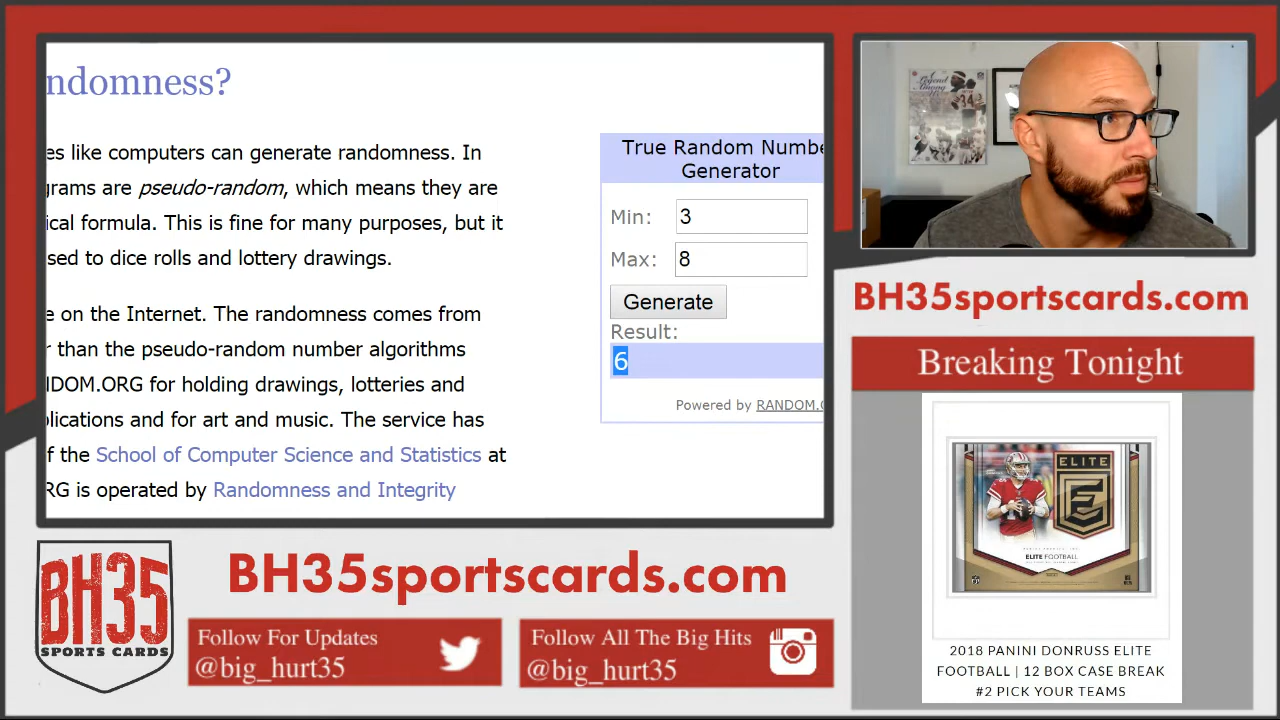 ndomness?
es like computers can generate randomness. In
grams are pseudo-random, which means they are
ical formula. This is fine for many purposes, but it
sed to dice rolls and lottery drawings.
e on the Internet. The randomness comes from
r than the pseudo-random number algorithms
NDOM.ORG for holding drawings, lotteries and
plications and for art and music. The service has
f the School of Computer Science and Statistics at
RG is operated by Randomness and Integrity
True Random Numbe
Generator
Min: 3
Max: 8
Generate
Result:
6
Powered by RANDOM.O
Legend
34
BH35sportscards.com
Breaking Tonight
ELITE
E
ELITE FOOTBALL
2018 PANINI DONRUSS ELITE
FOOTBALL | 12 BOX CASE BREAK
#2 PICK YOUR TEAMS
BH35
SPORTS CARDS
BH35sportscards.com
Follow For Updates
@big_hurt35
Follow All The Big Hits
@big_hurt35